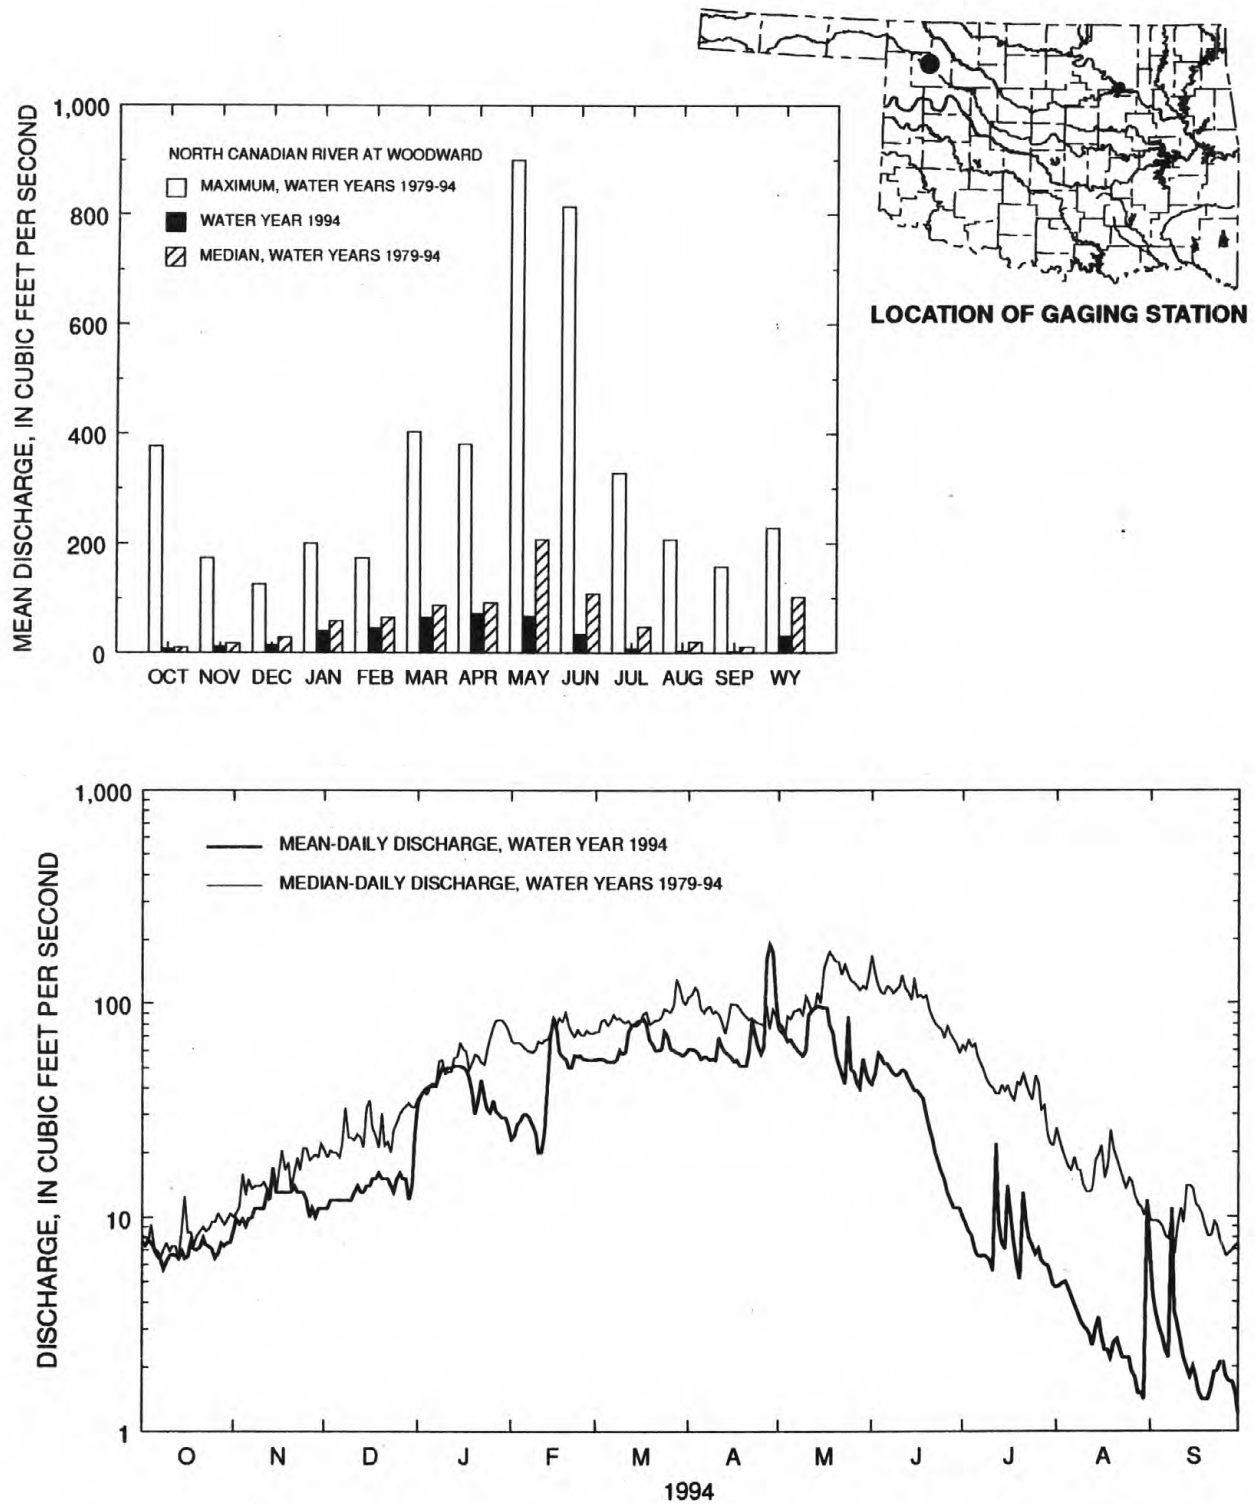 1,000
800
600
400
200
0
MEAN DISCHARGE, IN CUBIC FEET PER SECOND
NORTH CANADIAN RIVER AT WOODWARD
MAXIMUM, WATER YEARS 1979-94
WATER YEAR 1994
MEDIAN, WATER YEARS 1979-94
OCT NOV DEC JAN FEB MAR APR MAY JUN JUL AUG SEP WY
LOCATION OF GAGING STATION
1,000
100
10
1
DISCHARGE, IN CUBIC FEET PER SECOND
MEAN-DAILY DISCHARGE, WATER YEAR 1994
MEDIAN-DAILY DISCHARGE, WATER YEARS 1979-94
O N D J F M A M J J A S
1994